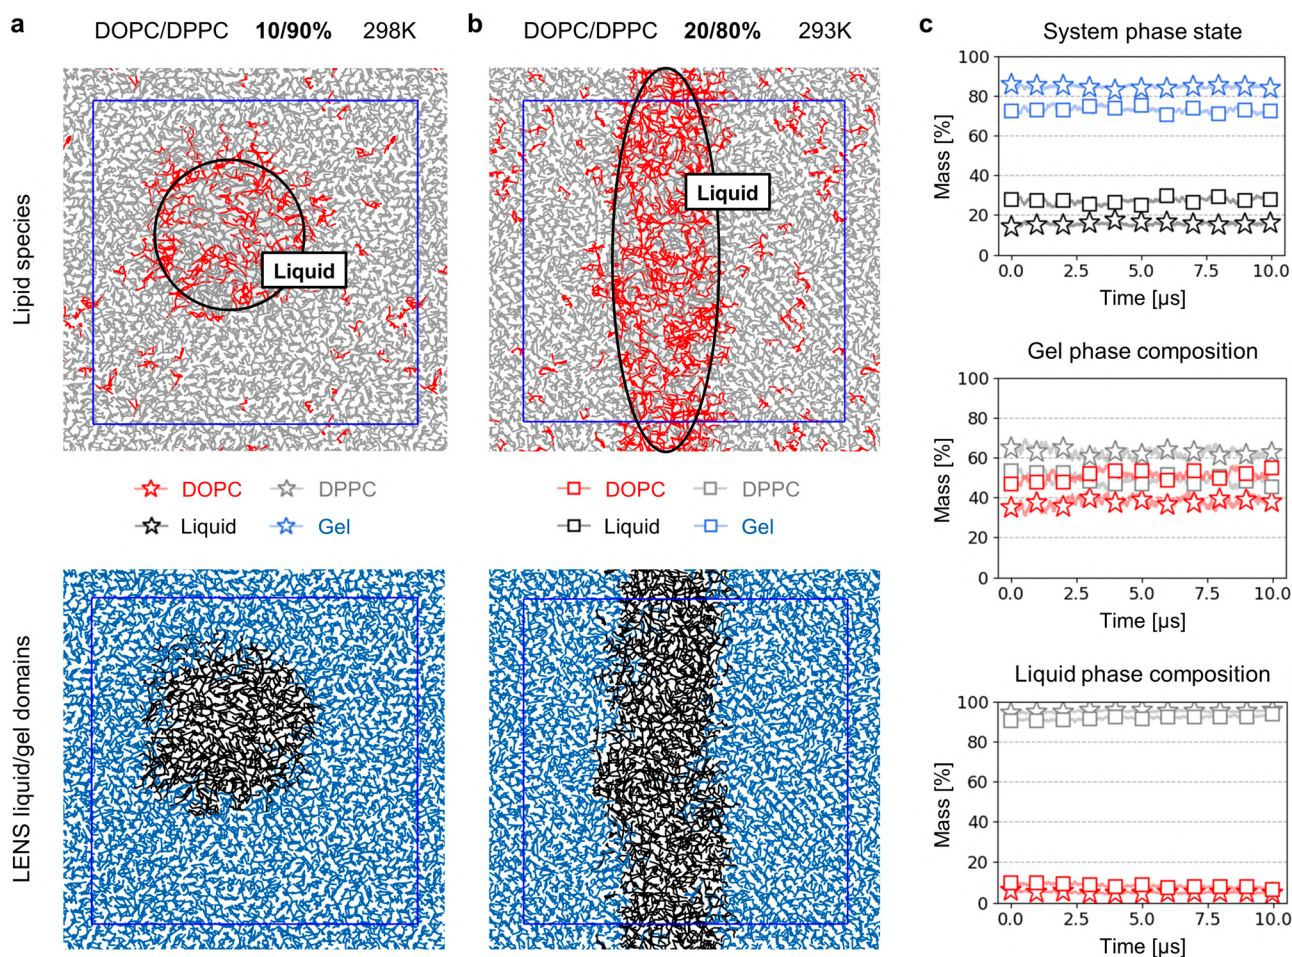 a
DOPC/DPPC 10/90% 298K
Lipid species
Liquid
b
DOPC/DPPC 20/80% 293K
Liquid
DOPC DPPC
Liquid Gel
DOPC DPPC
Liquid Gel
LENS liquid/gel domains
c
System phase state
Mass [%]
100
80
60
40
20
0
0.0 2.5 5.0 7.5 10.0
Time [µs]
Gel phase composition
Mass [%]
100
80
60
40
20
0
0.0 2.5 5.0 7.5 10.0
Time [µs]
Liquid phase composition
Mass [%]
100
80
60
40
20
0
0.0 2.5 5.0 7.5 10.0
Time [µs]